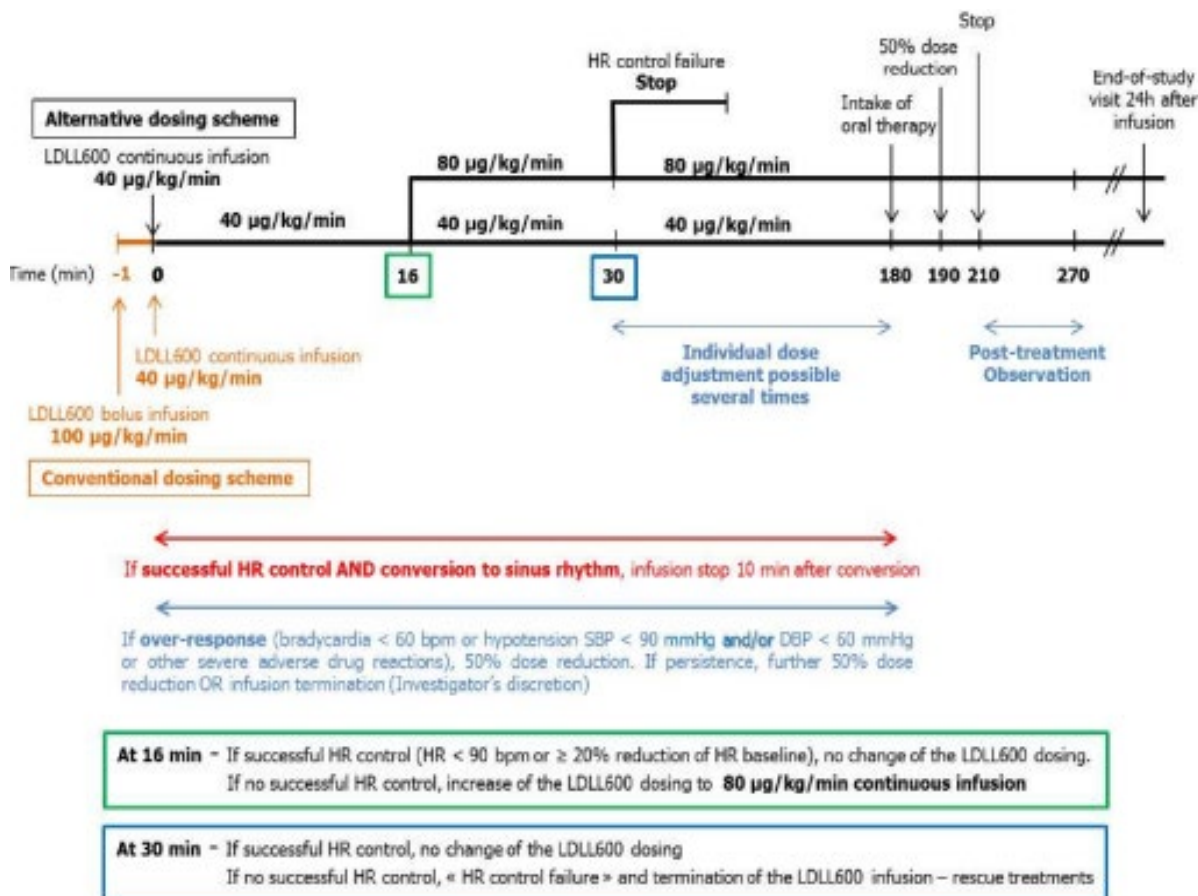 Stop
50% dose
reduction
HR control failure
Stop
End-of-study
visit 24h after
infusion
Intake of
oral therapy
Alternative dosing scheme
LDLL600 continuous infusion
40 µg/kg/min
80 µg/kg/min
80 µg/kg/min
40 µg/kg/min
40 µg/kg/min
40 µg/kg/min
Time (min) -1 0 16 30 180 190 210 270
LDLL600 continuous infusion
40 µg/kg/min
LDLL600 bolus infusion
100 µg/kg/min
Conventional dosing scheme
Individual dose
adjustment possible
several times
Post-treatment
Observation
If successful HR control AND conversion to sinus rhythm, infusion stop 10 min after conversion
If over-response (bradycardia < 60 bpm or hypotension SBP < 90 mmHg and/or DBP < 60 mmHg
or other severe adverse drug reactions), 50% dose reduction. If persistence, further 50% dose
reduction OR infusion termination (Investigator's discretion)
At 16 min - If successful HR control (HR < 90 bpm or ≥ 20% reduction of HR baseline), no change of the LDLL600 dosing.
If no successful HR control, increase of the LDLL600 dosing to 80 µg/kg/min continuous infusion
At 30 min - If successful HR control, no change of the LDLL600 dosing
If no successful HR control, « HR control failure » and termination of the LDLL600 infusion – rescue treatments